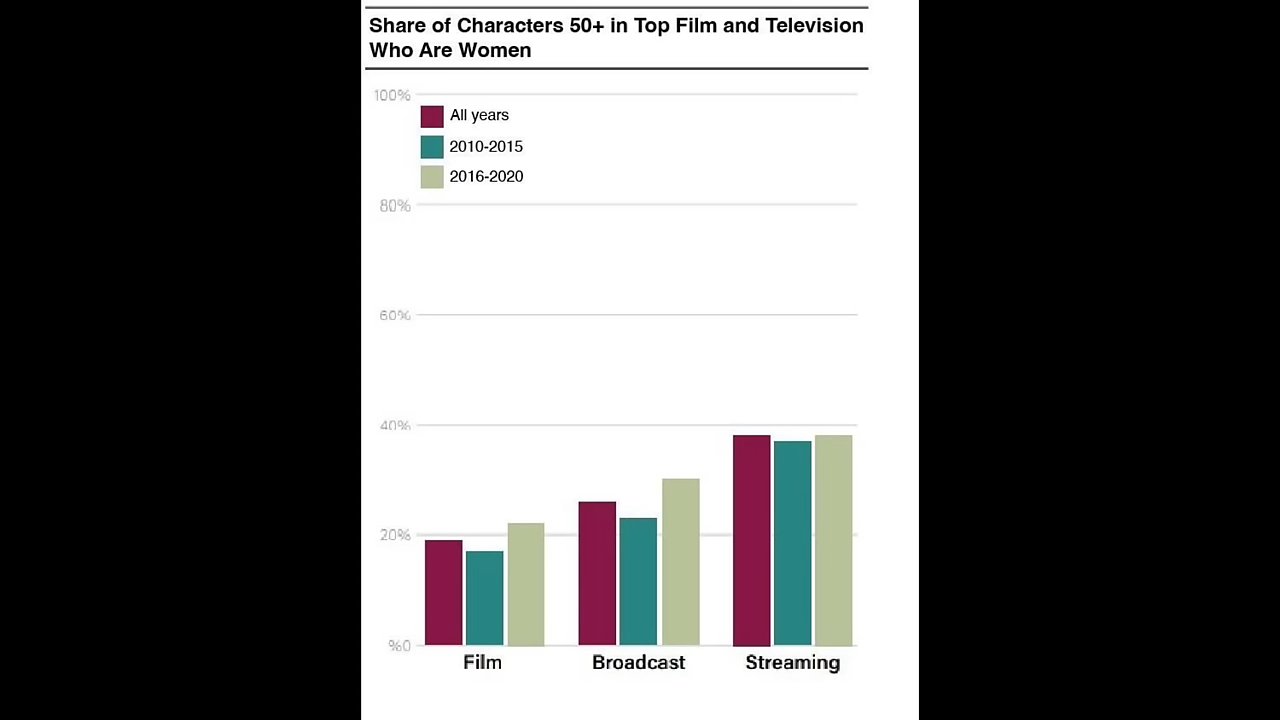 Share of Characters 50+ in Top Film and Television
Who Are Women
100%
All years
2010-2015
2016-2020
80%
60%
40%
20%
%0
Film Broadcast Streaming